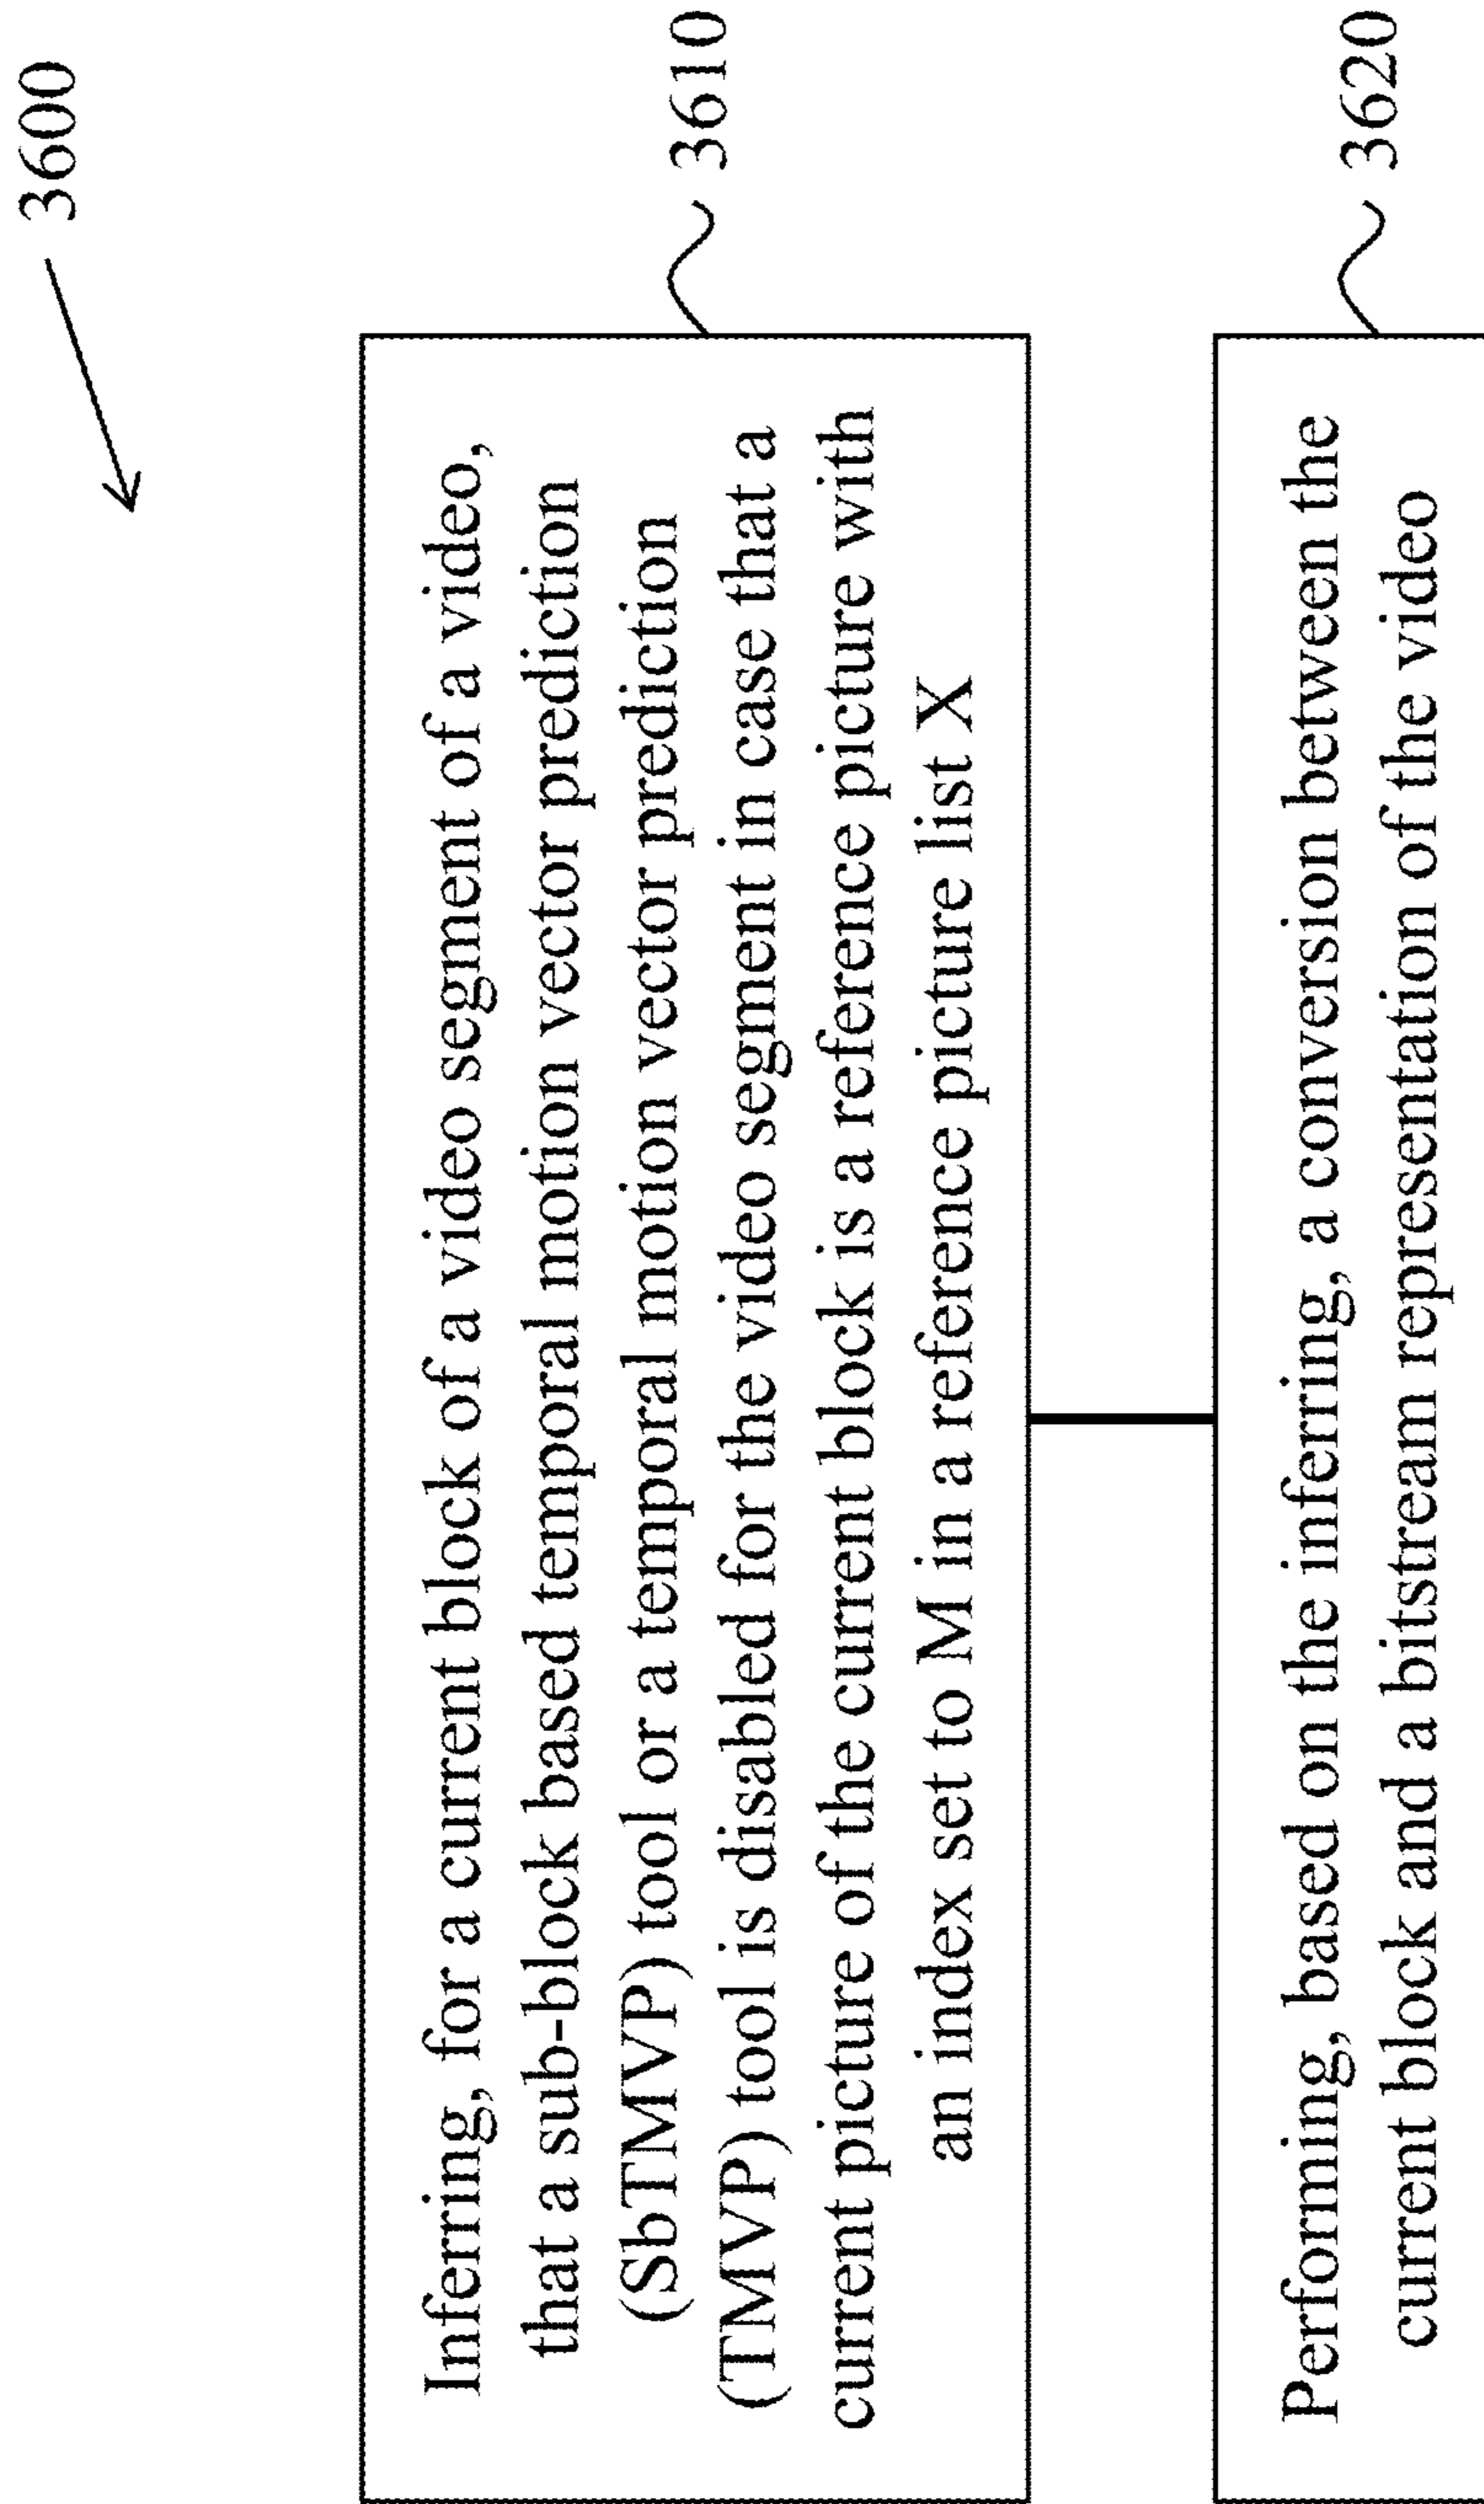 3600
Inferring, for a current block of a video segment of a video,
that a sub-block based temporal motion vector prediction
(SbTMVP) tool or a temporal motion vector prediction
(TMVP) tool is disabled for the video segment in case that a
current picture of the current block is a reference picture with
an index set to M in a reference picture list X
3610
Performing, based on the inferring, a conversion between the
current block and a bitstream representation of the video
3620